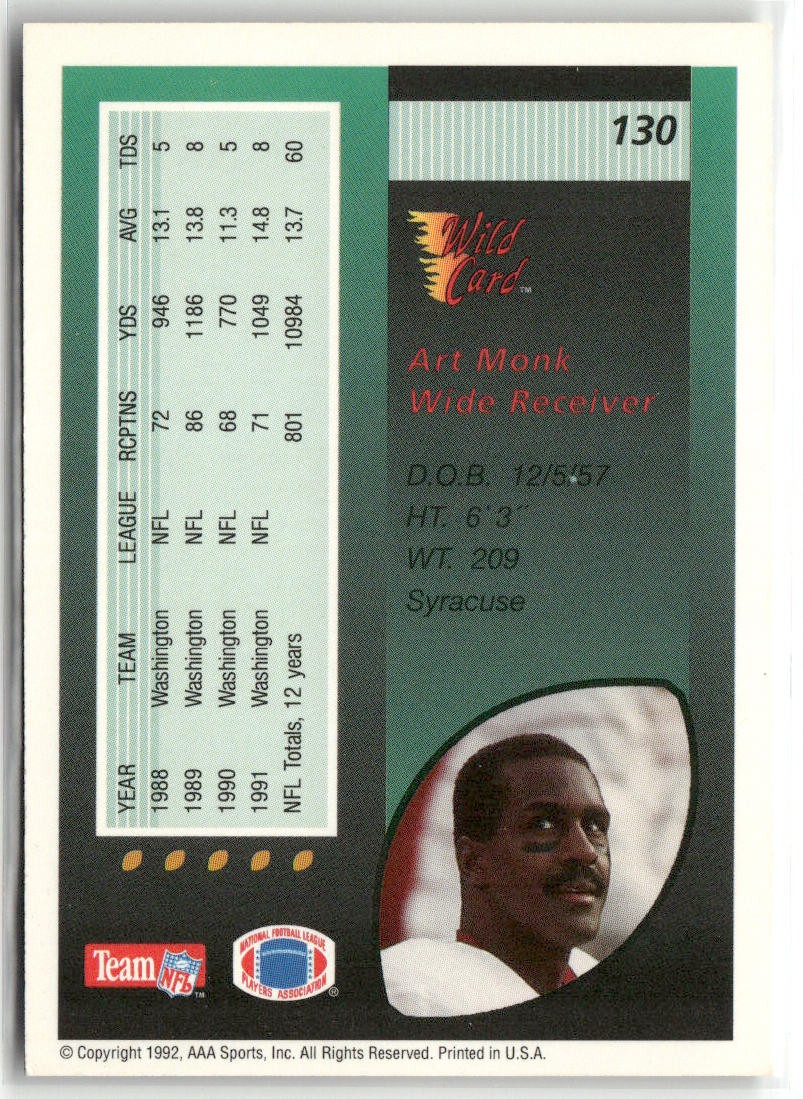 130
Wild
Card™
Art Monk
Wide Receiver
D.O.B. 12/5/57
HT. 6' 3"
WT. 209
Syracuse
YEAR TEAM LEAGUE RCPTNS YDS AVG TDS
1988 Washington NFL 72 946 13.1 5
1989 Washington NFL 86 1186 13.8 8
1990 Washington NFL 68 770 11.3 5
1991 Washington NFL 71 1049 14.8 8
NFL Totals, 12 years 801 10984 13.7 60
Team NFL™
NATIONAL FOOTBALL LEAGUE
PLAYERS ASSOCIATION®
© Copyright 1992, AAA Sports, Inc. All Rights Reserved. Printed in U.S.A.